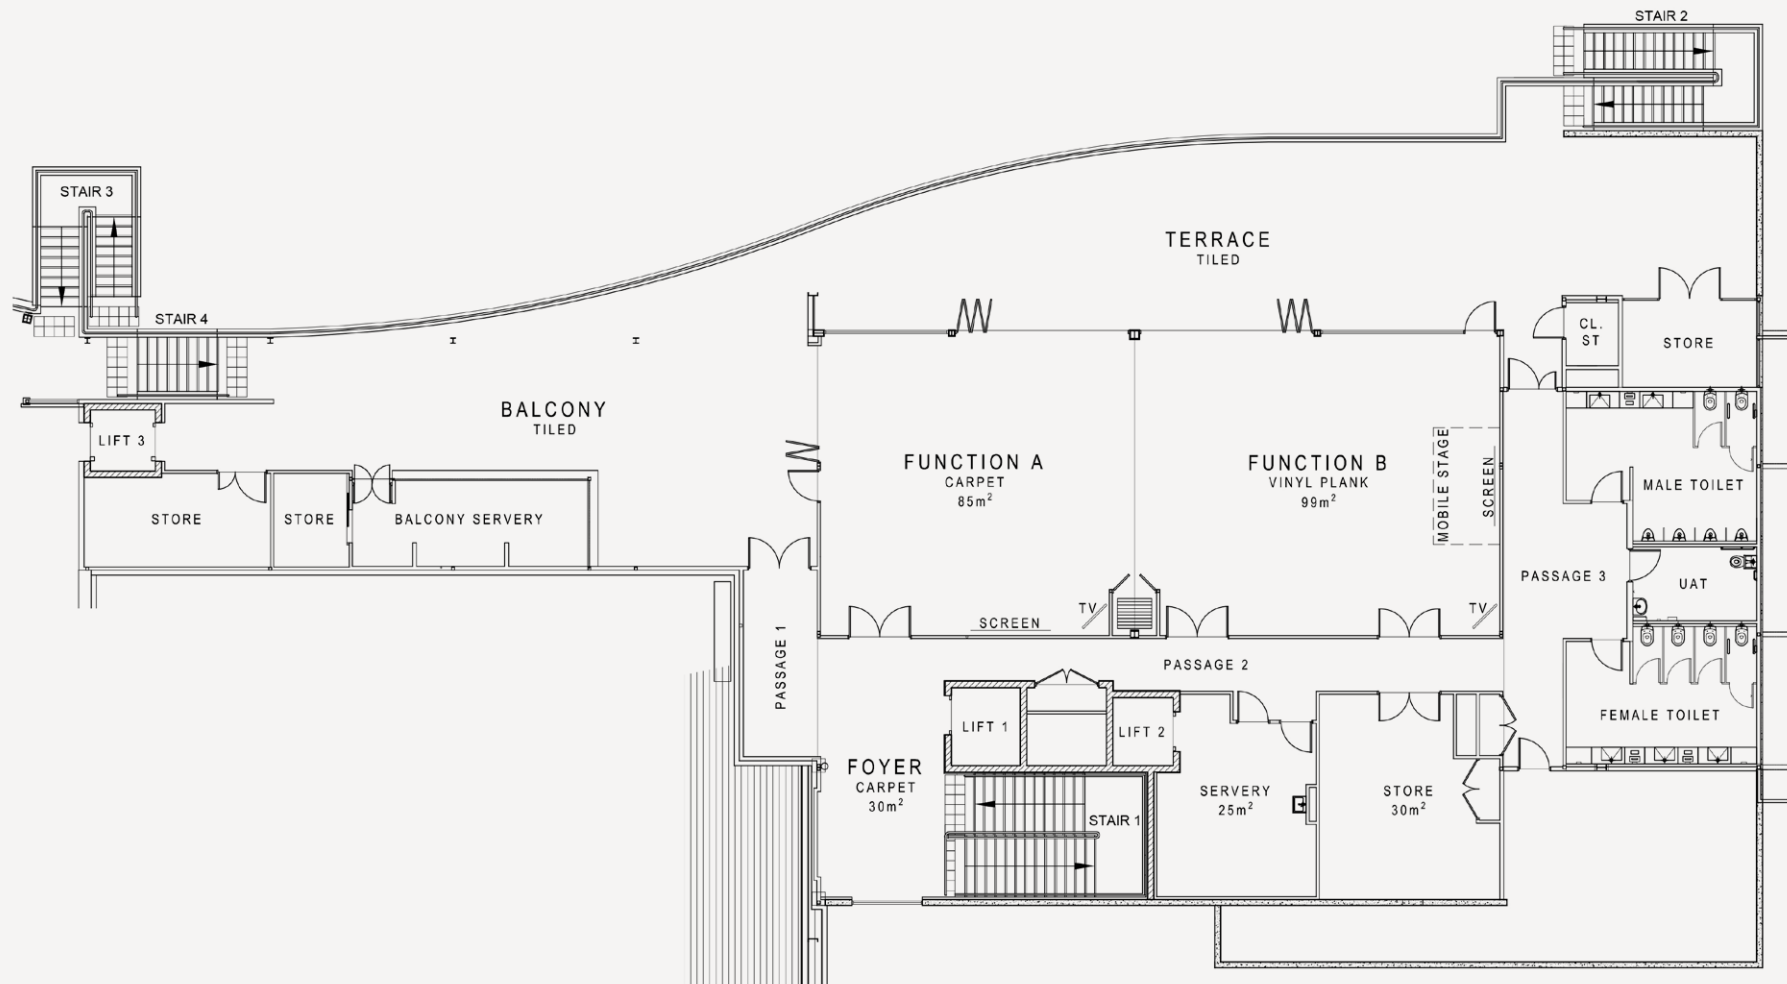 STAIR 2
STAIR 3
STAIR 4
TERRACE
TILED
CL.
ST
STORE
BALCONY
TILED
LIFT 3
STORE
STORE
BALCONY SERVERY
FUNCTION A
CARPET
85m²
FUNCTION B
VINYL PLANK
99m²
MOBILE STAGE
SCREEN
MALE TOILET
PASSAGE 3
UAT
TV
TV
SCREEN
PASSAGE 1
PASSAGE 2
FEMALE TOILET
LIFT 1
LIFT 2
FOYER
CARPET
30m²
STAIR 1
SERVERY
25m²
STORE
30m²